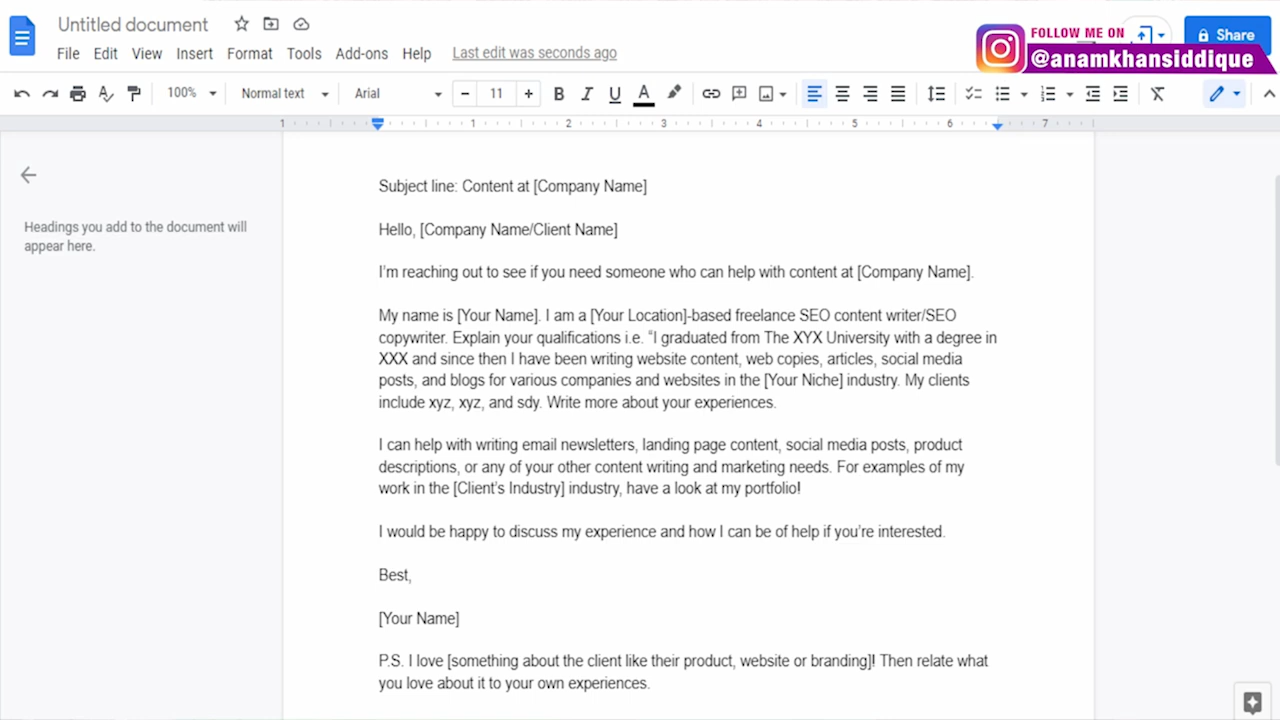 Untitled document
FOLLOW ME ON
@anamkhansiddique
Share
File Edit View Insert Format Tools Add-ons Help Last edit was seconds ago
100% Normal text Arial 11 B I U A
1 1 2 3 4 5 6 7
Headings you add to the document will
appear here.
Subject line: Content at [Company Name]
Hello, [Company Name/Client Name]
I’m reaching out to see if you need someone who can help with content at [Company Name].
My name is [Your Name]. I am a [Your Location]-based freelance SEO content writer/SEO
copywriter. Explain your qualifications i.e. “I graduated from The XYX University with a degree in
XXX and since then I have been writing website content, web copies, articles, social media
posts, and blogs for various companies and websites in the [Your Niche] industry. My clients
include xyz, xyz, and sdy. Write more about your experiences.
I can help with writing email newsletters, landing page content, social media posts, product
descriptions, or any of your other content writing and marketing needs. For examples of my
work in the [Client’s Industry] industry, have a look at my portfolio!
I would be happy to discuss my experience and how I can be of help if you’re interested.
Best,
[Your Name]
P.S. I love [something about the client like their product, website or branding]! Then relate what
you love about it to your own experiences.